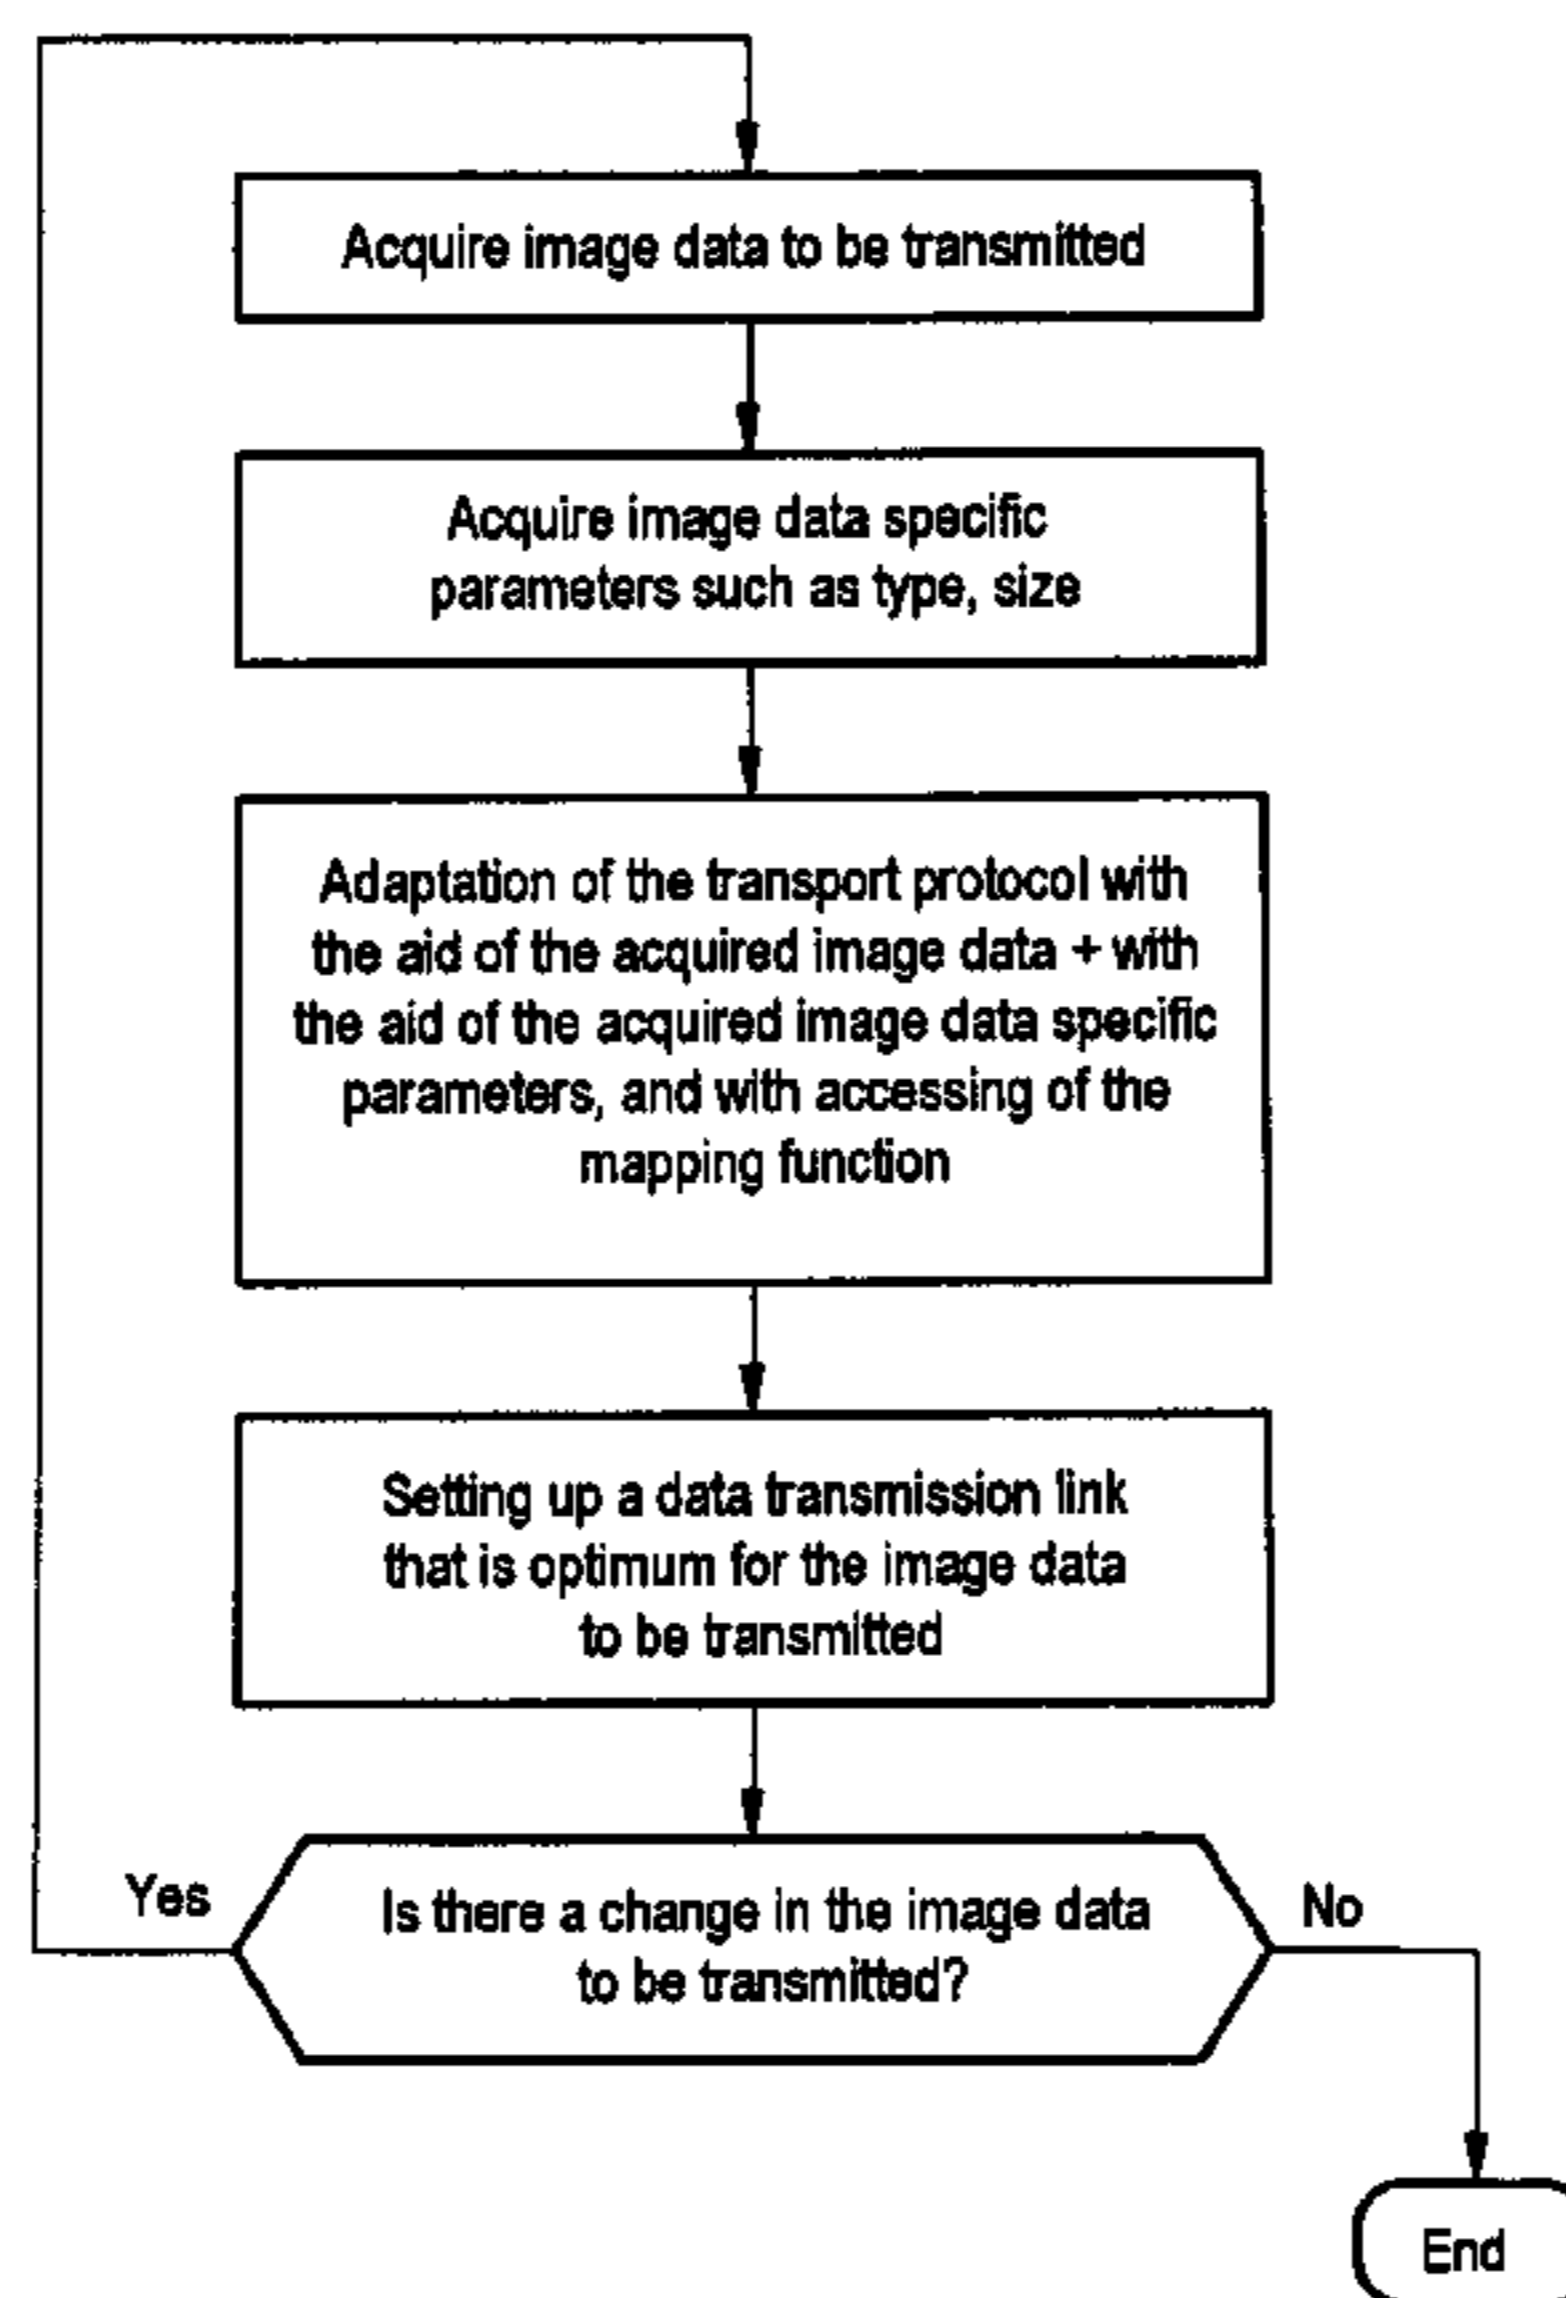 Acquire image data to be transmitted
Acquire image data specific
parameters such as type, size
Adaptation of the transport protocol with
the aid of the acquired image data + with
the aid of the acquired image data specific
parameters, and with accessing of the
mapping function
Setting up a data transmission link
that is optimum for the image data
to be transmitted
Yes
Is there a change in the image data
to be transmitted?
No
End